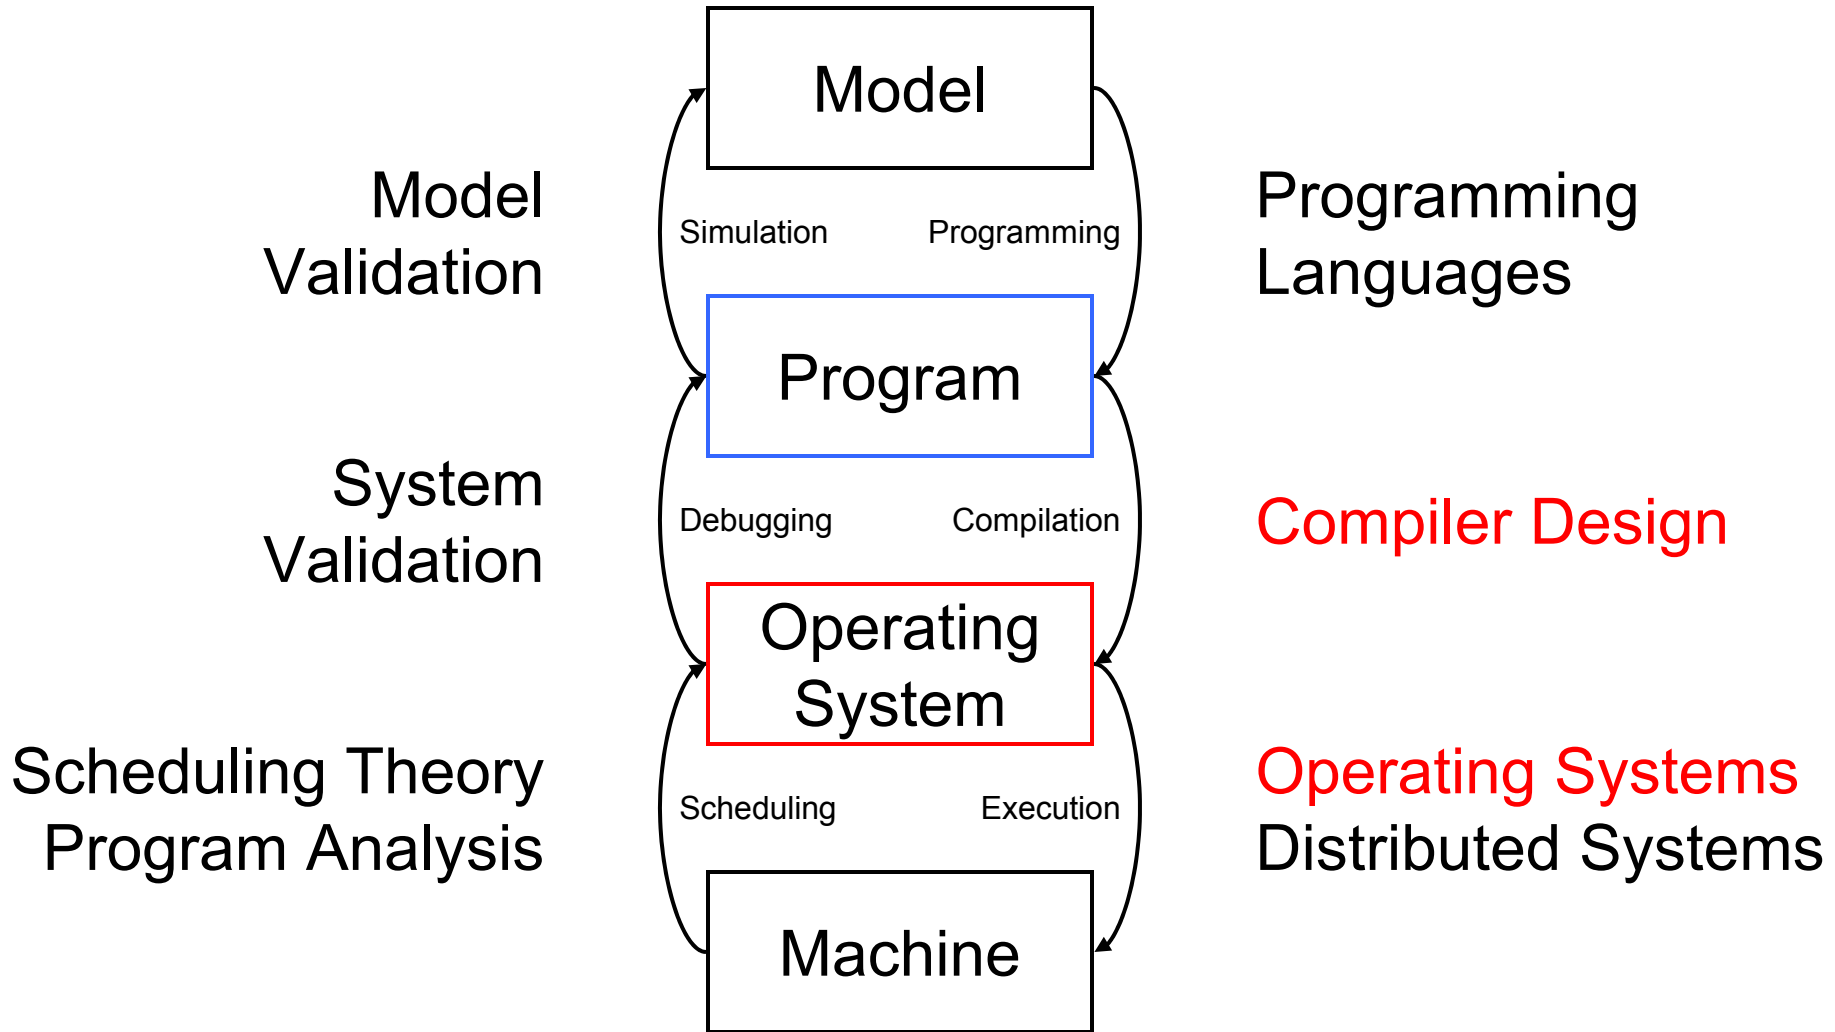 Model
Model
Validation
Simulation
Programming
Programming
Languages
Program
System
Validation
Debugging
Compilation
Compiler Design
Operating
System
Scheduling Theory
Program Analysis
Scheduling
Execution
Operating Systems
Distributed Systems
Machine